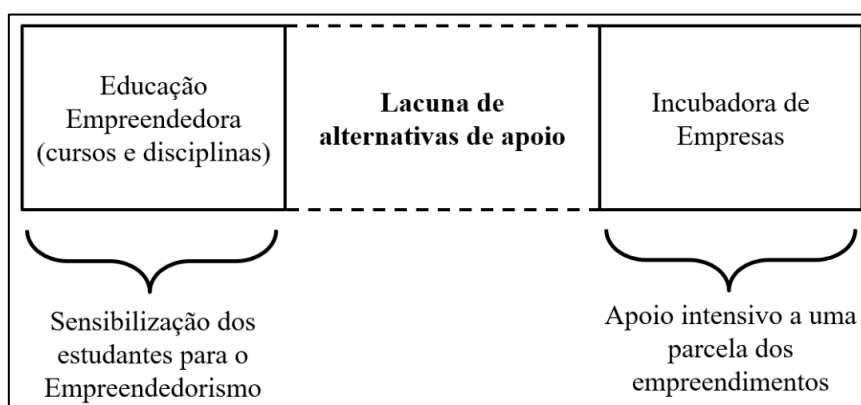 Educação
Empreendedora
(cursos e disciplinas)
Lacuna de
alternativas de apoio
Incubadora de
Empresas
Sensibilização dos
estudantes para o
Empreendedorismo
Apoio intensivo a uma
parcela dos
empreendimentos